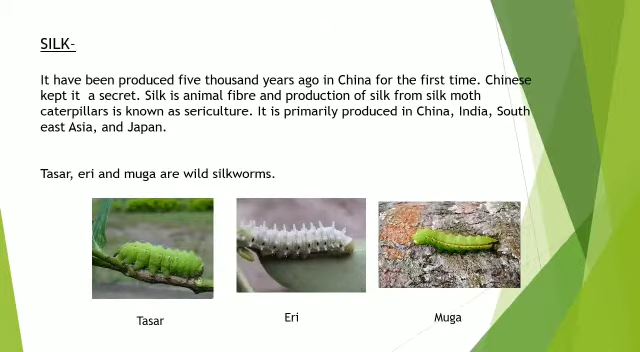 SILK-
It have been produced five thousand years ago in China for the first time. Chinese
kept it a secret. Silk is animal fibre and production of silk from silk moth
caterpillars is known as sericulture. It is primarily produced in China, India, South
east Asia, and Japan.
Tasar, eri and muga are wild silkworms.
Tasar
Eri
Muga